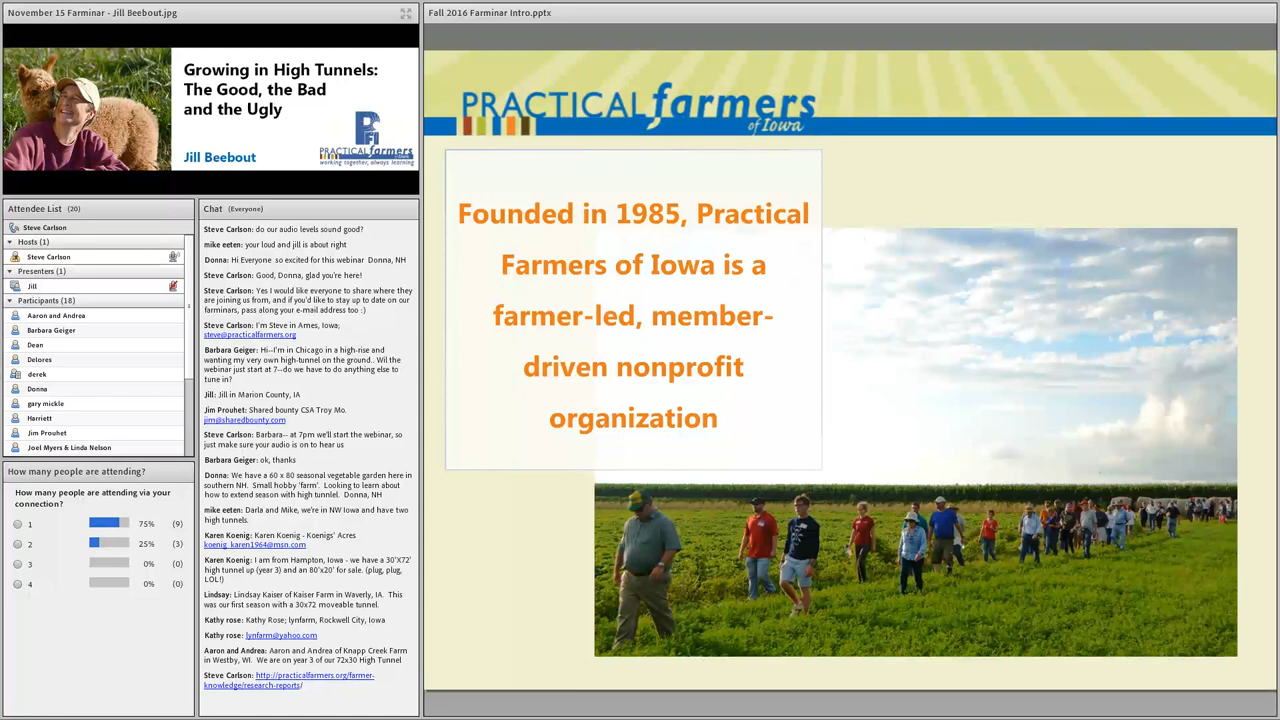 November 15 Farminar - Jill Beebout.jpg
Growing in High Tunnels:
The Good, the Bad
and the Ugly
Jill Beebout
PFI
PRACTICAL farmers
working together, always learning
Attendee List (20)
Steve Carlson
Hosts (1)
Steve Carlson
Presenters (1)
Jill
Participants (18)
Aaron and Andrea
Barbara Geiger
Dean
Delores
derek
Donna
gary mickle
Harriett
Jim Prouhet
Joel Myers & Linda Nelson
How many people are attending?
How many people are attending via your
connection?
1 75% (9)
2 25% (3)
3 0% (0)
4 0% (0)
Chat (Everyone)
Steve Carlson: do our audio levels sound good?
mike eeten: your loud and jill is about right
Donna: Hi Everyone so excited for this webinar Donna, NH
Steve Carlson: Good, Donna, glad you're here!
Steve Carlson: Yes I would like everyone to share where they
are joining us from, and if you'd like to stay up to date on our
farminars, pass along your e-mail address too :)
Steve Carlson: I'm Steve in Ames, Iowa;
steve@practicalfarmers.org
Barbara Geiger: Hi--I'm in Chicago in a high-rise and
wanting my very own high-tunnel on the ground.. Wil the
webinar just start at 7--do we have to do anything else to
tune in?
Jill: Jill in Marion County, IA
Jim Prouhet: Shared bounty CSA Troy Mo.
jim@sharedbounty.com
Steve Carlson: Barbara-- at 7pm we'll start the webinar, so
just make sure your audio is on to hear us
Barbara Geiger: ok, thanks
Donna: We have a 60 x 80 seasonal vegetable garden here in
southern NH. Small hobby 'farm'. Looking to learn about
how to extend season with high tunnlel. Donna, NH
mike eeten: Darla and Mike, we're in NW Iowa and have two
high tunnels.
Karen Koenig: Karen Koenig - Koenigs' Acres
koenig_karen1964@msn.com
Karen Koenig: I am from Hampton, Iowa - we have a 30'X72'
high tunnel up (year 3) and an 80'x20' for sale. (plug, plug,
LOL!)
Lindsay: Lindsay Kaiser of Kaiser Farm in Waverly, IA. This
was our first season with a 30x72 moveable tunnel.
Kathy rose: Kathy Rose; lynfarm, Rockwell City, Iowa
Kathy rose: lynfarm@yahoo.com
Aaron and Andrea: Aaron and Andrea of Knapp Creek Farm
in Westby, WI. We are on year 3 of our 72x30 High Tunnel
Steve Carlson: http://practicalfarmers.org/farmer-
knowledge/research-reports/
Fall 2016 Farminar Intro.pptx
PRACTICAL farmers
of Iowa
Founded in 1985, Practical
Farmers of Iowa is a
farmer-led, member-
driven nonprofit
organization